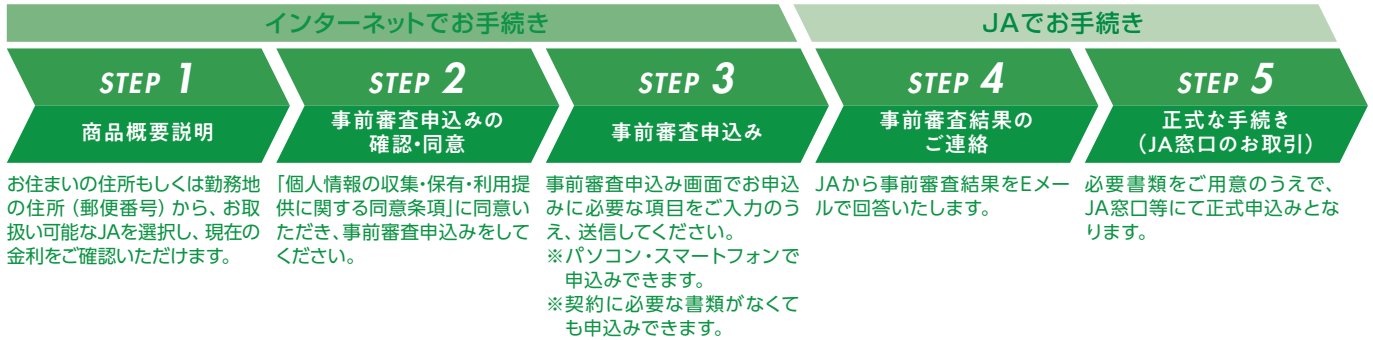 インターネットでお手続き
JAでお手続き
STEP 1
商品概要説明
お住まいの住所もしくは勤務地
の住所（郵便番号）から、お取
扱い可能なJAを選択し、現在の
金利をご確認いただけます。
STEP 2
事前審査申込みの
確認・同意
「個人情報の収集・保有・利用提
供に関する同意条項」に同意い
ただき、事前審査申込みをして
ください。
STEP 3
事前審査申込み
事前審査申込み画面でお申込
みに必要な項目をご入力のう
え、送信してください。
※パソコン・スマートフォンで
申込みできます。
※契約に必要な書類がなくて
も申込みできます。
STEP 4
事前審査結果の
ご連絡
JAから事前審査結果をEメー
ルで回答いたします。
STEP 5
正式な手続き
（JA窓口のお取引）
必要書類をご用意のうえで、
JA窓口等にて正式申込みとな
ります。